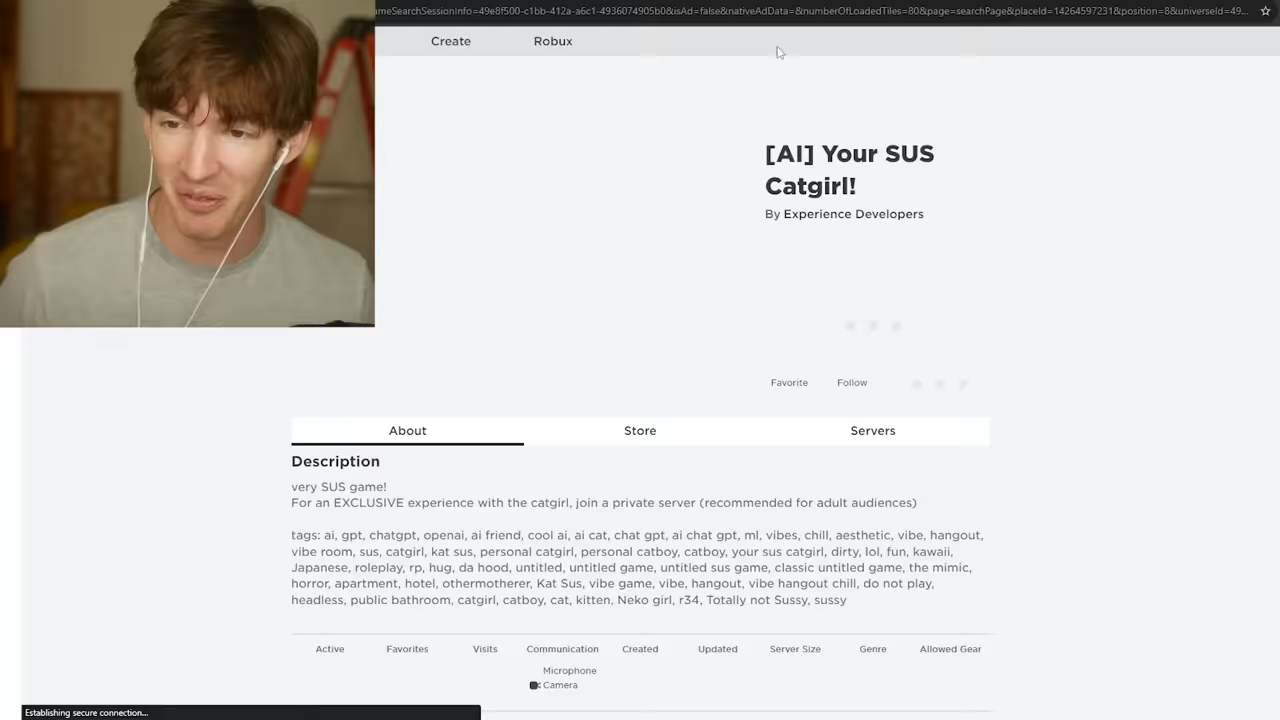 ameSearchSessionInfo=49e8f500-c1bb-412a-a6c1-4936074905b0&isAd=false&nativeAdData=&numberOfLoadedTiles=80&page=searchPage&placeId=14264597231&position=8&universeId=49...
Create Robux
[AI] Your SUS
Catgirl!
By Experience Developers
Favorite Follow
About Store Servers
Description
very SUS game!
For an EXCLUSIVE experience with the catgirl, join a private server (recommended for adult audiences)
tags: ai, gpt, chatgpt, openai, ai friend, cool ai, ai cat, chat gpt, ai chat gpt, ml, vibes, chill, aesthetic, vibe, hangout,
vibe room, sus, catgirl, kat sus, personal catgirl, personal catboy, catboy, your sus catgirl, dirty, lol, fun, kawaii,
Japanese, roleplay, rp, hug, da hood, untitled, untitled game, untitled sus game, classic untitled game, the mimic,
horror, apartment, hotel, othermotherer, Kat Sus, vibe game, vibe, hangout, vibe hangout chill, do not play,
headless, public bathroom, catgirl, catboy, cat, kitten, Neko girl, r34, Totally not Sussy, sussy
Active Favorites Visits Communication Created Updated Server Size Genre Allowed Gear
Microphone
Camera
Establishing secure connection...